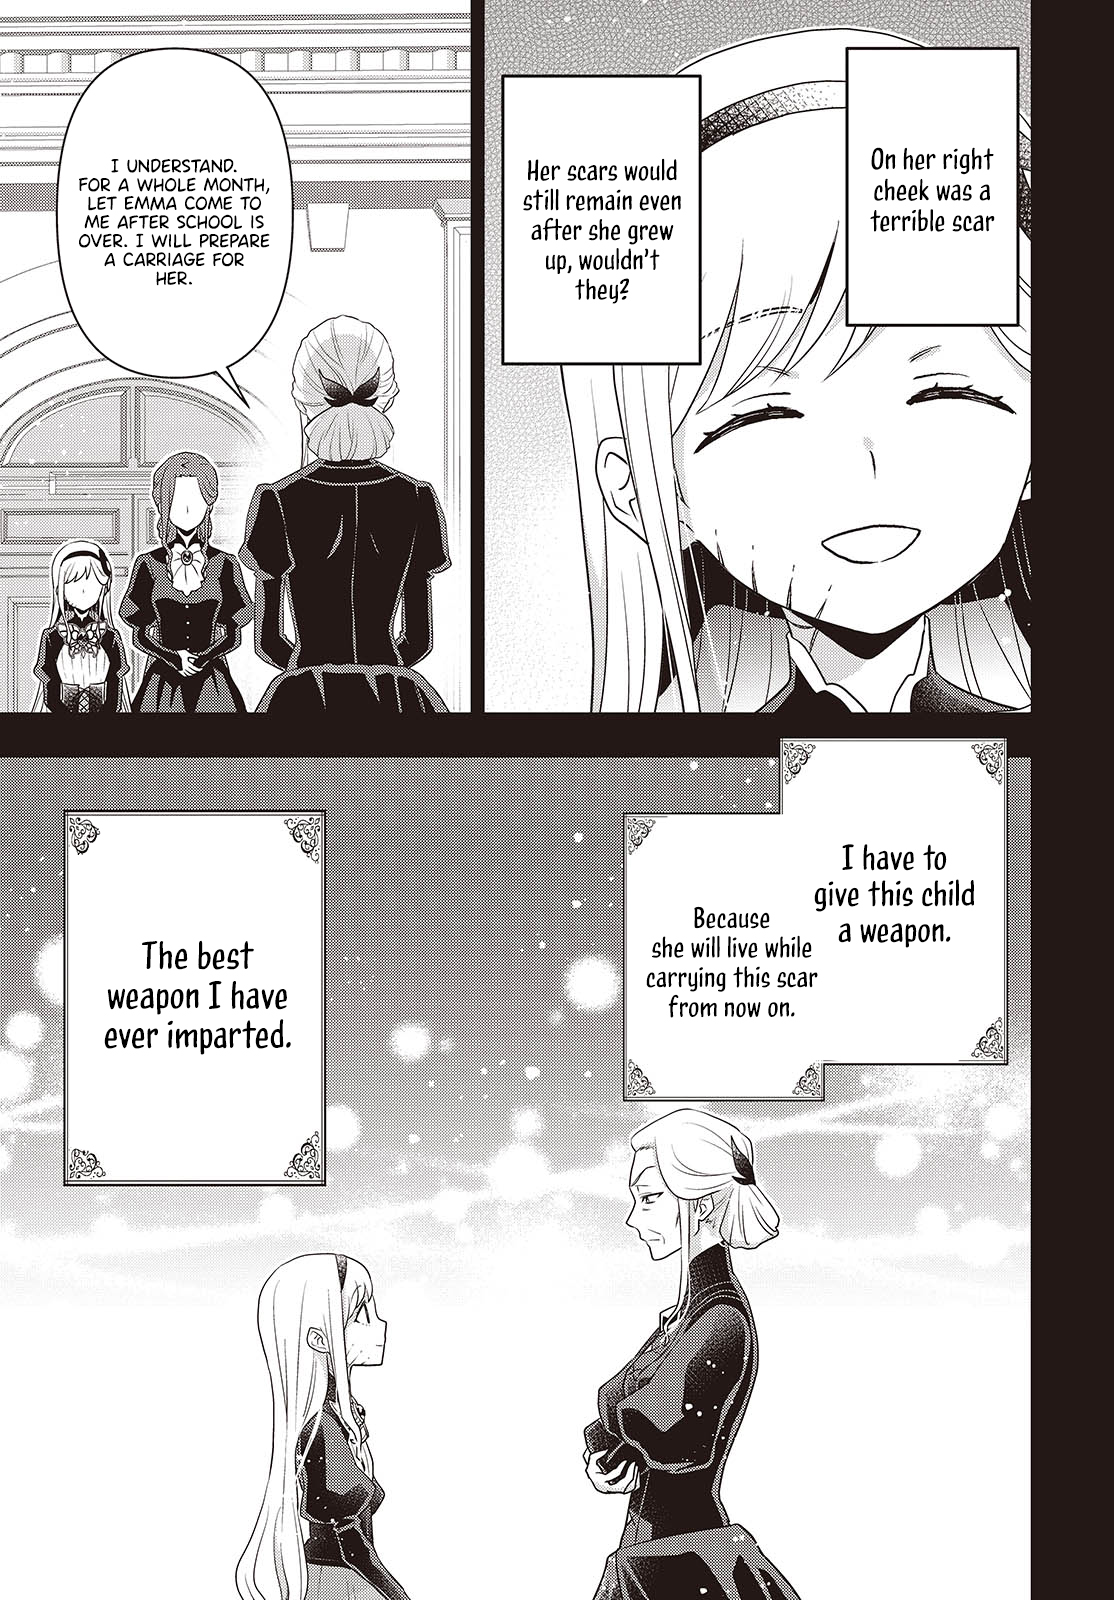 On her right
cheek was a
terrible scar
Her scars would
still remain even
after she grew
up, wouldn't
they?
I UNDERSTAND.
FOR A WHOLE MONTH,
LET EMMA COME TO
ME AFTER SCHOOL IS
OVER. I WILL PREPARE
A CARRIAGE FOR
HER.
I have to
give this child
a weapon.
Because
she will live while
carrying this scar
from now on.
The best
weapon I have
ever imparted.